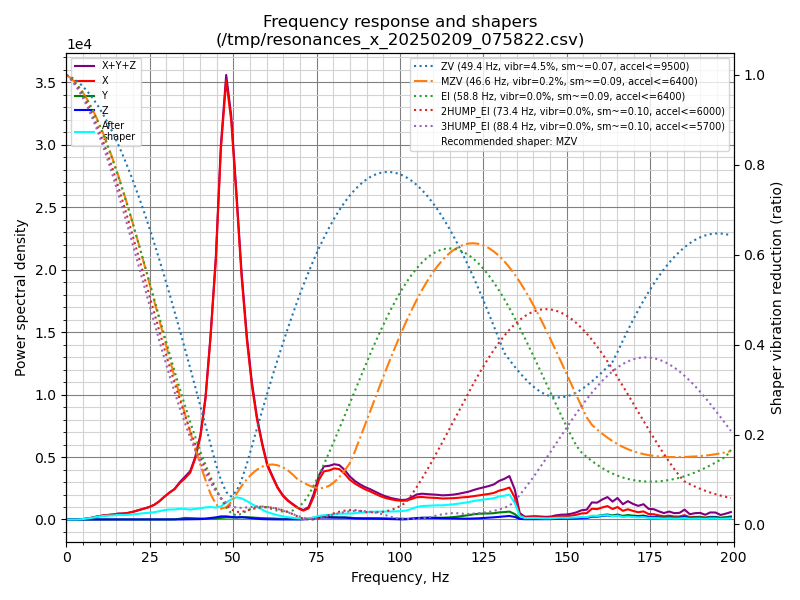 Frequency response and shapers
(/tmp/resonances_x_20250209_075822.csv)
1e4
X+Y+Z
X
Y
Z
After
shaper
ZV (49.4 Hz, vibr=4.5%, sm~=0.07, accel<=9500)
MZV (46.6 Hz, vibr=0.2%, sm~=0.09, accel<=6400)
EI (58.8 Hz, vibr=0.0%, sm~=0.09, accel<=6400)
2HUMP_EI (73.4 Hz, vibr=0.0%, sm~=0.10, accel<=6000)
3HUMP_EI (88.4 Hz, vibr=0.0%, sm~=0.10, accel<=5700)
Recommended shaper: MZV
Power spectral density
3.5
3.0
2.5
2.0
1.5
1.0
0.5
0.0
1.0
0.8
0.6
0.4
0.2
0.0
Shaper vibration reduction (ratio)
0 25 50 75 100 125 150 175 200
Frequency, Hz